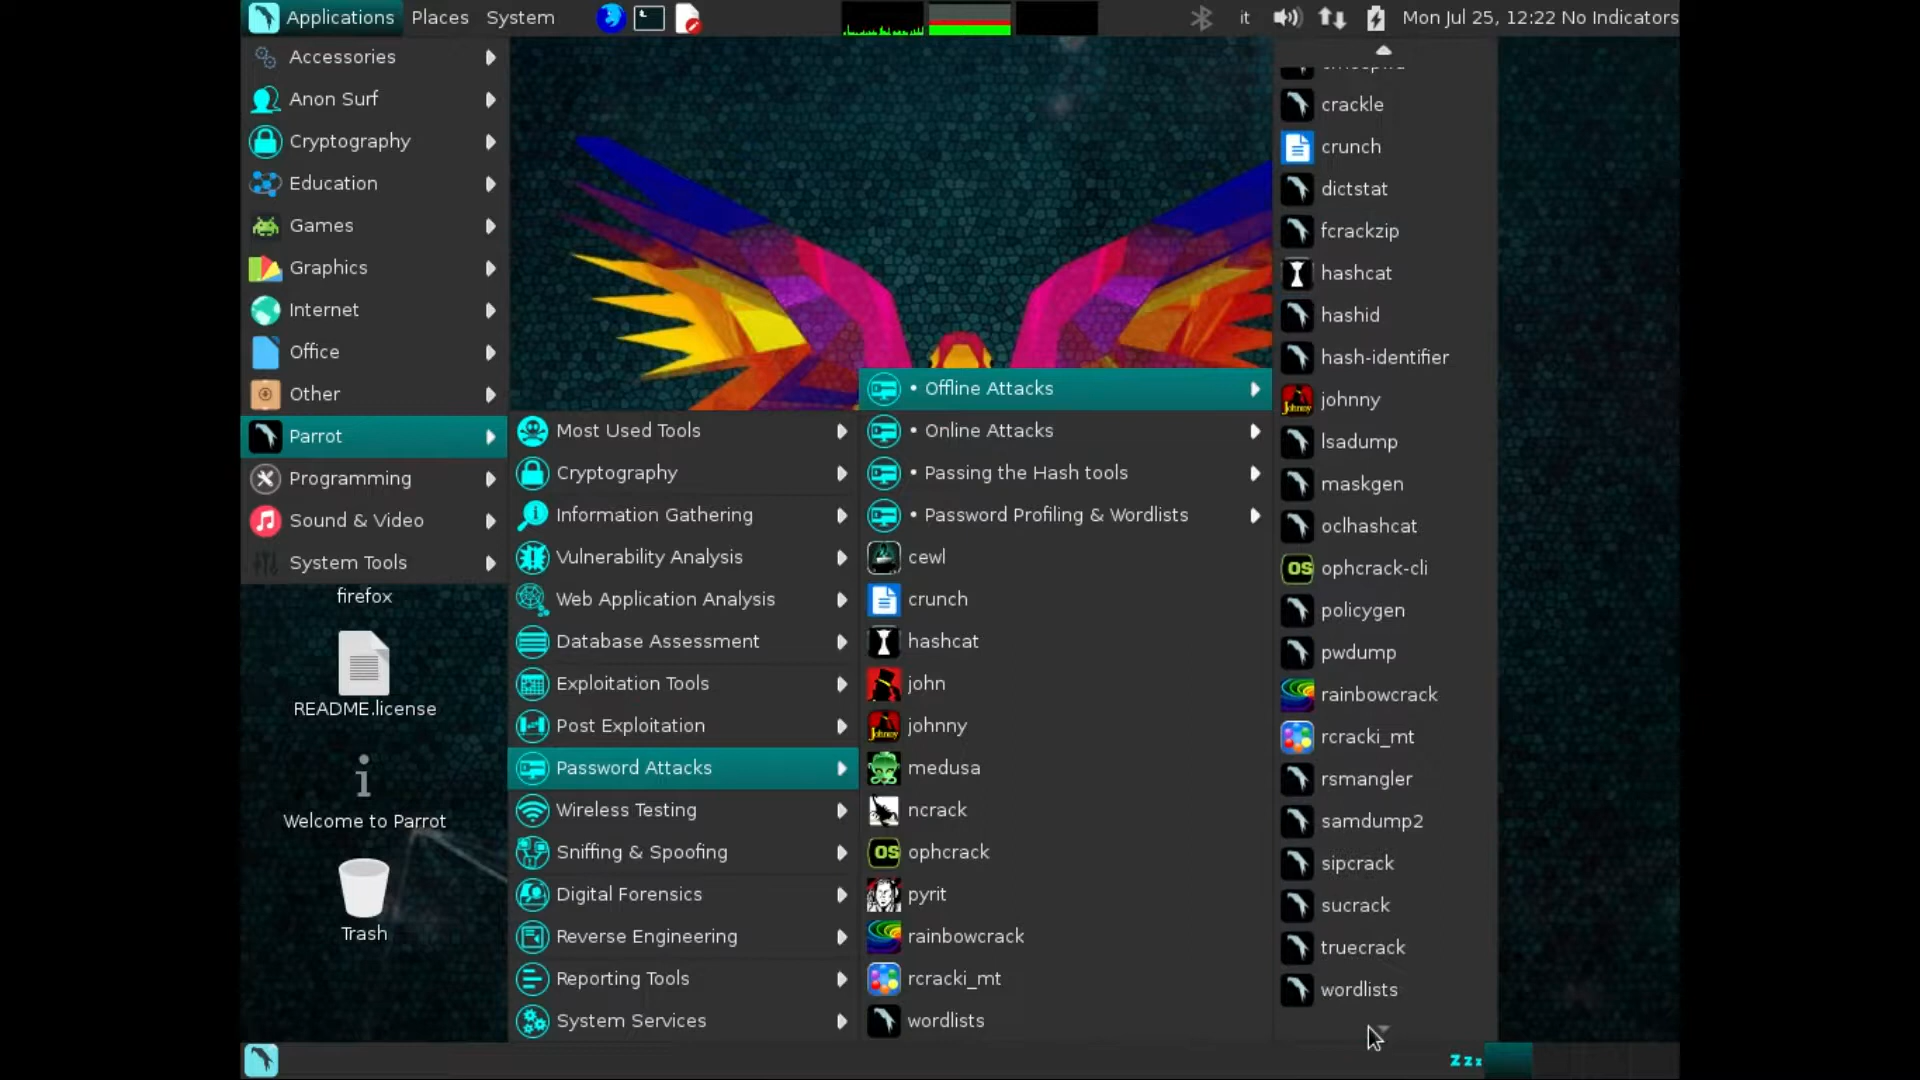 Applications Places System it Mon Jul 25, 12:22 No Indicators
Accessories
Anon Surf
Cryptography
Education
Games
Graphics
Internet
Office
Other
Parrot
Programming
Sound & Video
System Tools
firefox
README.license
i
Welcome to Parrot
Trash
Most Used Tools
Cryptography
Information Gathering
Vulnerability Analysis
Web Application Analysis
Database Assessment
Exploitation Tools
Post Exploitation
Password Attacks
Wireless Testing
Sniffing & Spoofing
Digital Forensics
Reverse Engineering
Reporting Tools
System Services
• Offline Attacks
• Online Attacks
• Passing the Hash tools
• Password Profiling & Wordlists
cewl
crunch
hashcat
john
Johnny johnny
medusa
ncrack
OS ophcrack
pyrit
rainbowcrack
rcracki_mt
wordlists
crackle
crunch
dictstat
fcrackzip
hashcat
hashid
hash-identifier
Johnny johnny
lsadump
maskgen
oclhashcat
OS ophcrack-cli
policygen
pwdump
rainbowcrack
rcracki_mt
rsmangler
samdump2
sipcrack
sucrack
truecrack
wordlists
zzz